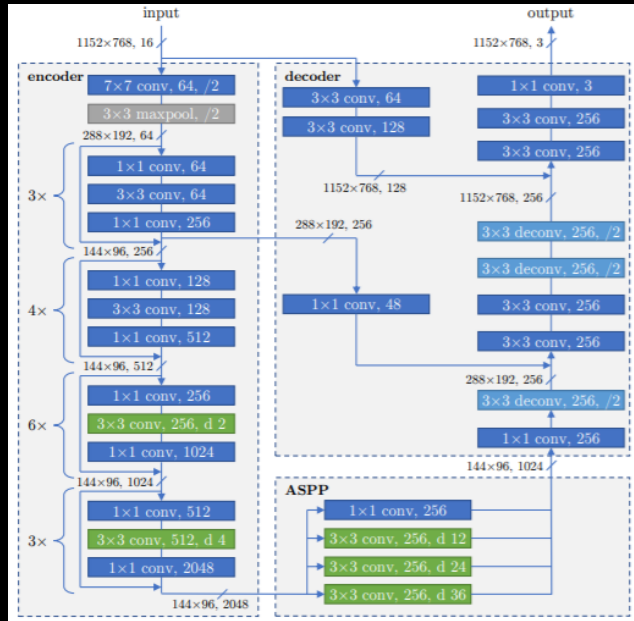 input
1152×768, 16
encoder
7×7 conv, 64, /2
3×3 maxpool, /2
288×192, 64
3×
1×1 conv, 64
3×3 conv, 64
1×1 conv, 256
144×96, 256
4×
1×1 conv, 128
3×3 conv, 128
1×1 conv, 512
144×96, 512
6×
1×1 conv, 256
3×3 conv, 256, d 2
1×1 conv, 1024
144×96, 1024
3×
1×1 conv, 512
3×3 conv, 512, d 4
1×1 conv, 2048
144×96, 2048
output
1152×768, 3
decoder
3×3 conv, 64
3×3 conv, 128
1152×768, 128
288×192, 256
1×1 conv, 48
1×1 conv, 3
3×3 conv, 256
3×3 conv, 256
1152×768, 256
3×3 deconv, 256, /2
3×3 deconv, 256, /2
3×3 conv, 256
3×3 conv, 256
288×192, 256
3×3 deconv, 256, /2
1×1 conv, 256
144×96, 1024
ASPP
1×1 conv, 256
3×3 conv, 256, d 12
3×3 conv, 256, d 24
3×3 conv, 256, d 36